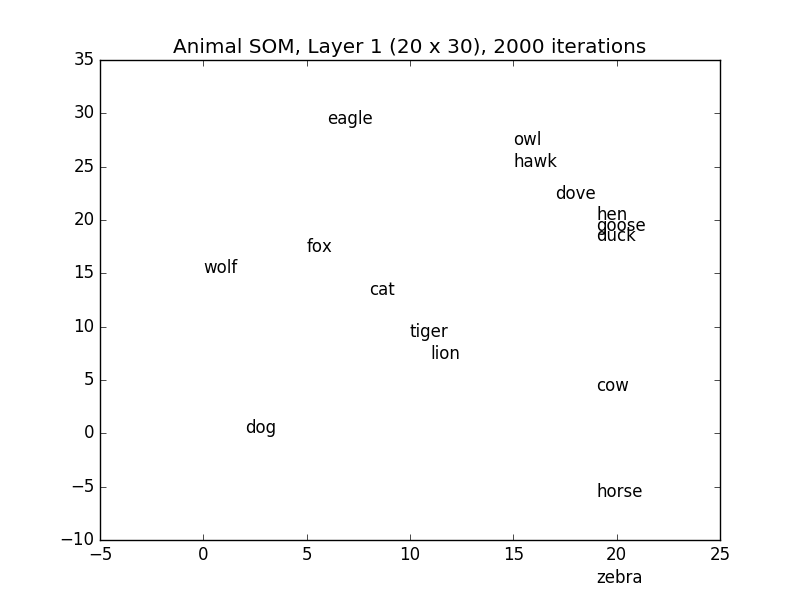 Animal SOM, Layer 1 (20 x 30), 2000 iterations
35
30
25
20
15
10
5
0
−5
−10
eagle
owl
hawk
dove
hen
goose
duck
fox
wolf
cat
tiger
lion
cow
dog
horse
−5
0
5
10
15
20
25
zebra